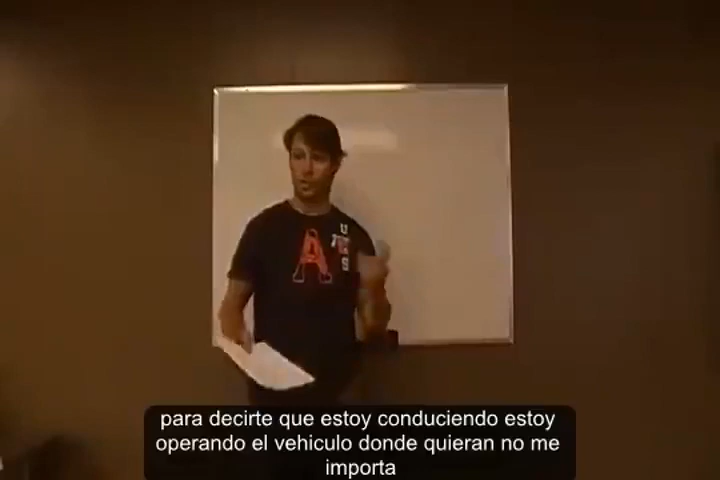 A
U
S
para decirte que estoy conduciendo estoy
operando el vehiculo donde quieran no me
importa